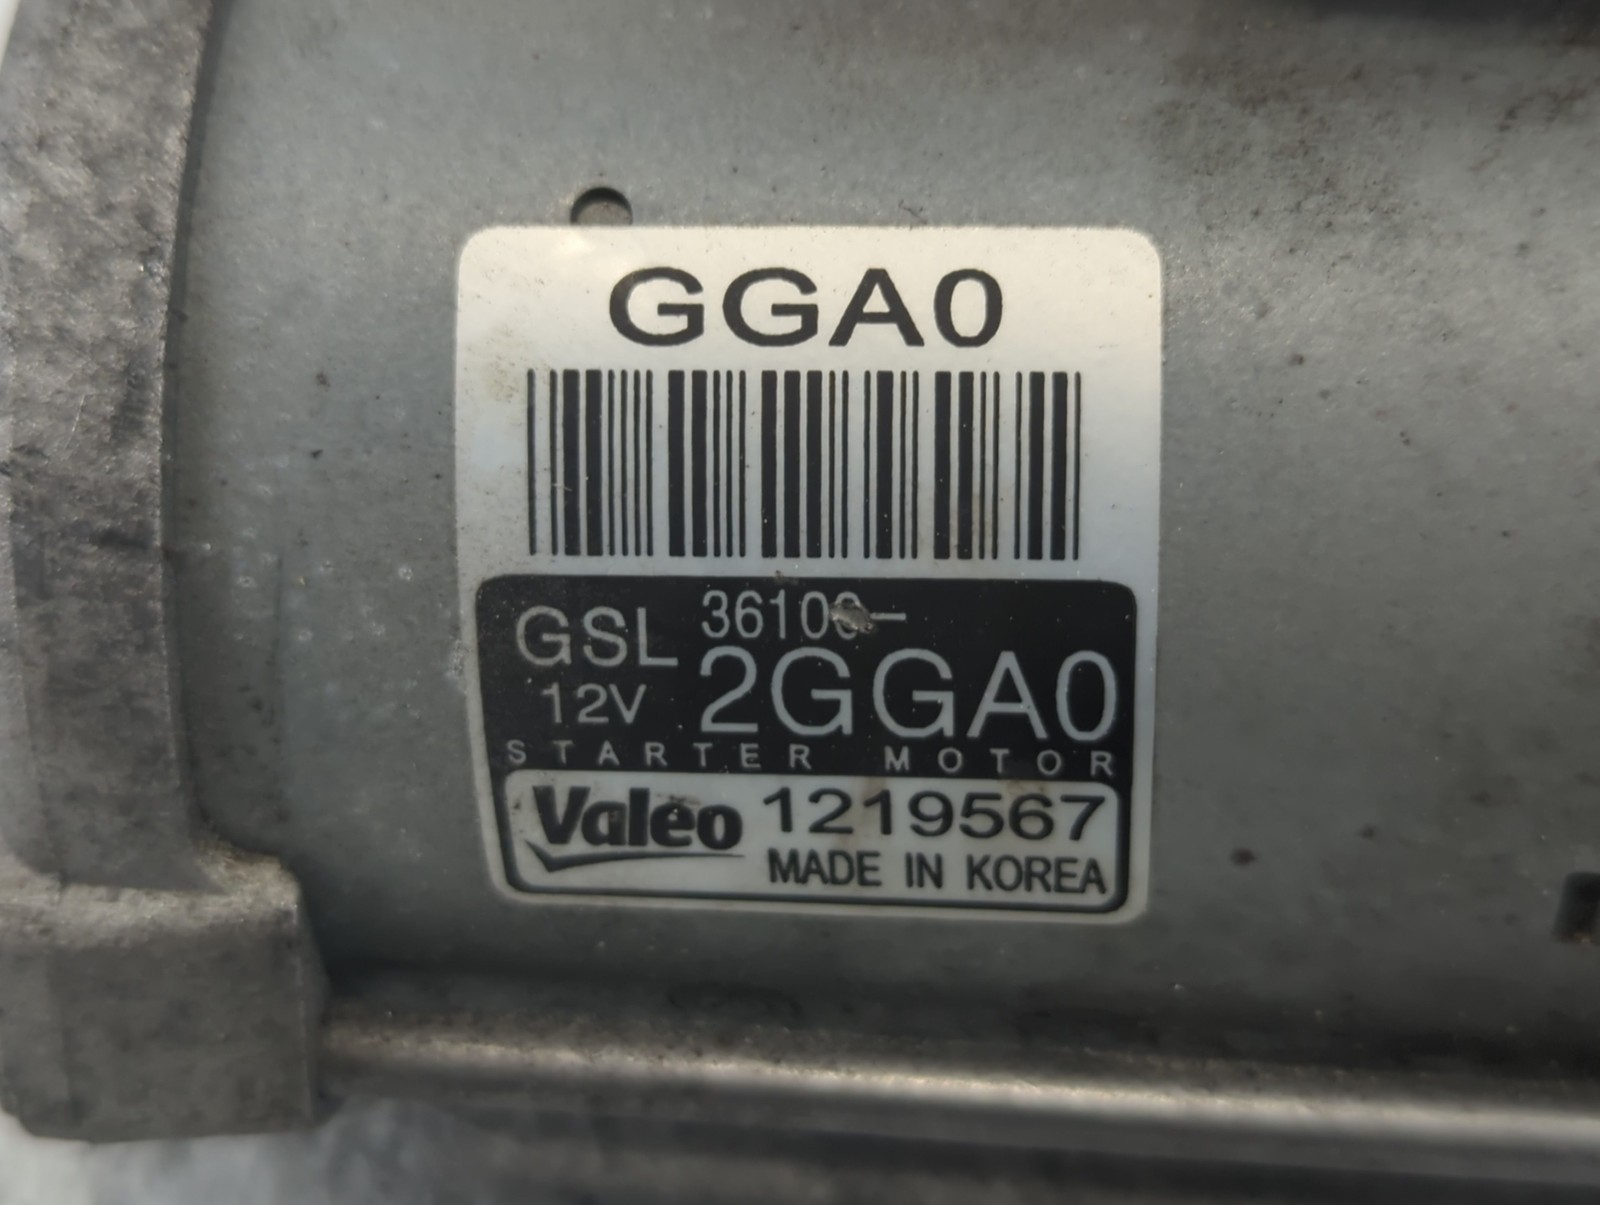 GGA0
GSL 36100-
12V 2GGA0
STARTER MOTOR
Valeo 1219567
MADE IN KOREA